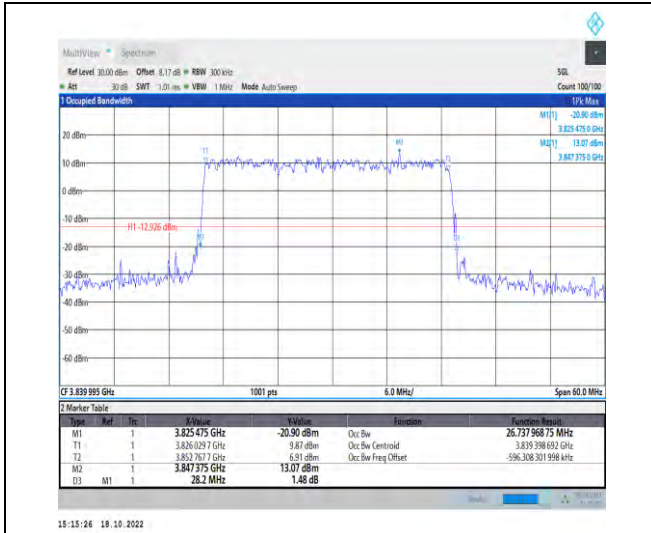 MultiView Spectrum
Ref Level 30.00 dBm Offset 8.17 dB RBW 300 kHz SGL
Att 30 dB SWT 1.01 ms VBW 1 MHz Mode Auto Sweep Count 100/100
1 Occupied Bandwidth 1Pk Max
M1[1] -20.90 dBm
3.825 475 0 GHz
M2[1] 13.07 dBm
3.847 375 0 GHz
20 dBm
M2
T1
10 dBm
0 dBm
-10 dBm
H1 -12.926 dBm
D3
-20 dBm
-30 dBm
-40 dBm
-50 dBm
-60 dBm
CF 3.839 995 GHz 1001 pts 6.0 MHz/ Span 60.0 MHz
2 Marker Table
Type Ref Trc X-Value Y-Value Function Function Result
M1 1 3.825 475 GHz -20.90 dBm Occ Bw 26.737 968 75 MHz
T1 1 3.826 029 7 GHz 9.87 dBm Occ Bw Centroid 3.839 398 692 GHz
T2 1 3.852 767 7 GHz 6.91 dBm Occ Bw Freq Offset -596.308 301 998 kHz
M2 1 3.847 375 GHz 13.07 dBm
D3 M1 1 28.2 MHz 1.48 dB
15:15:26 18.10.2022